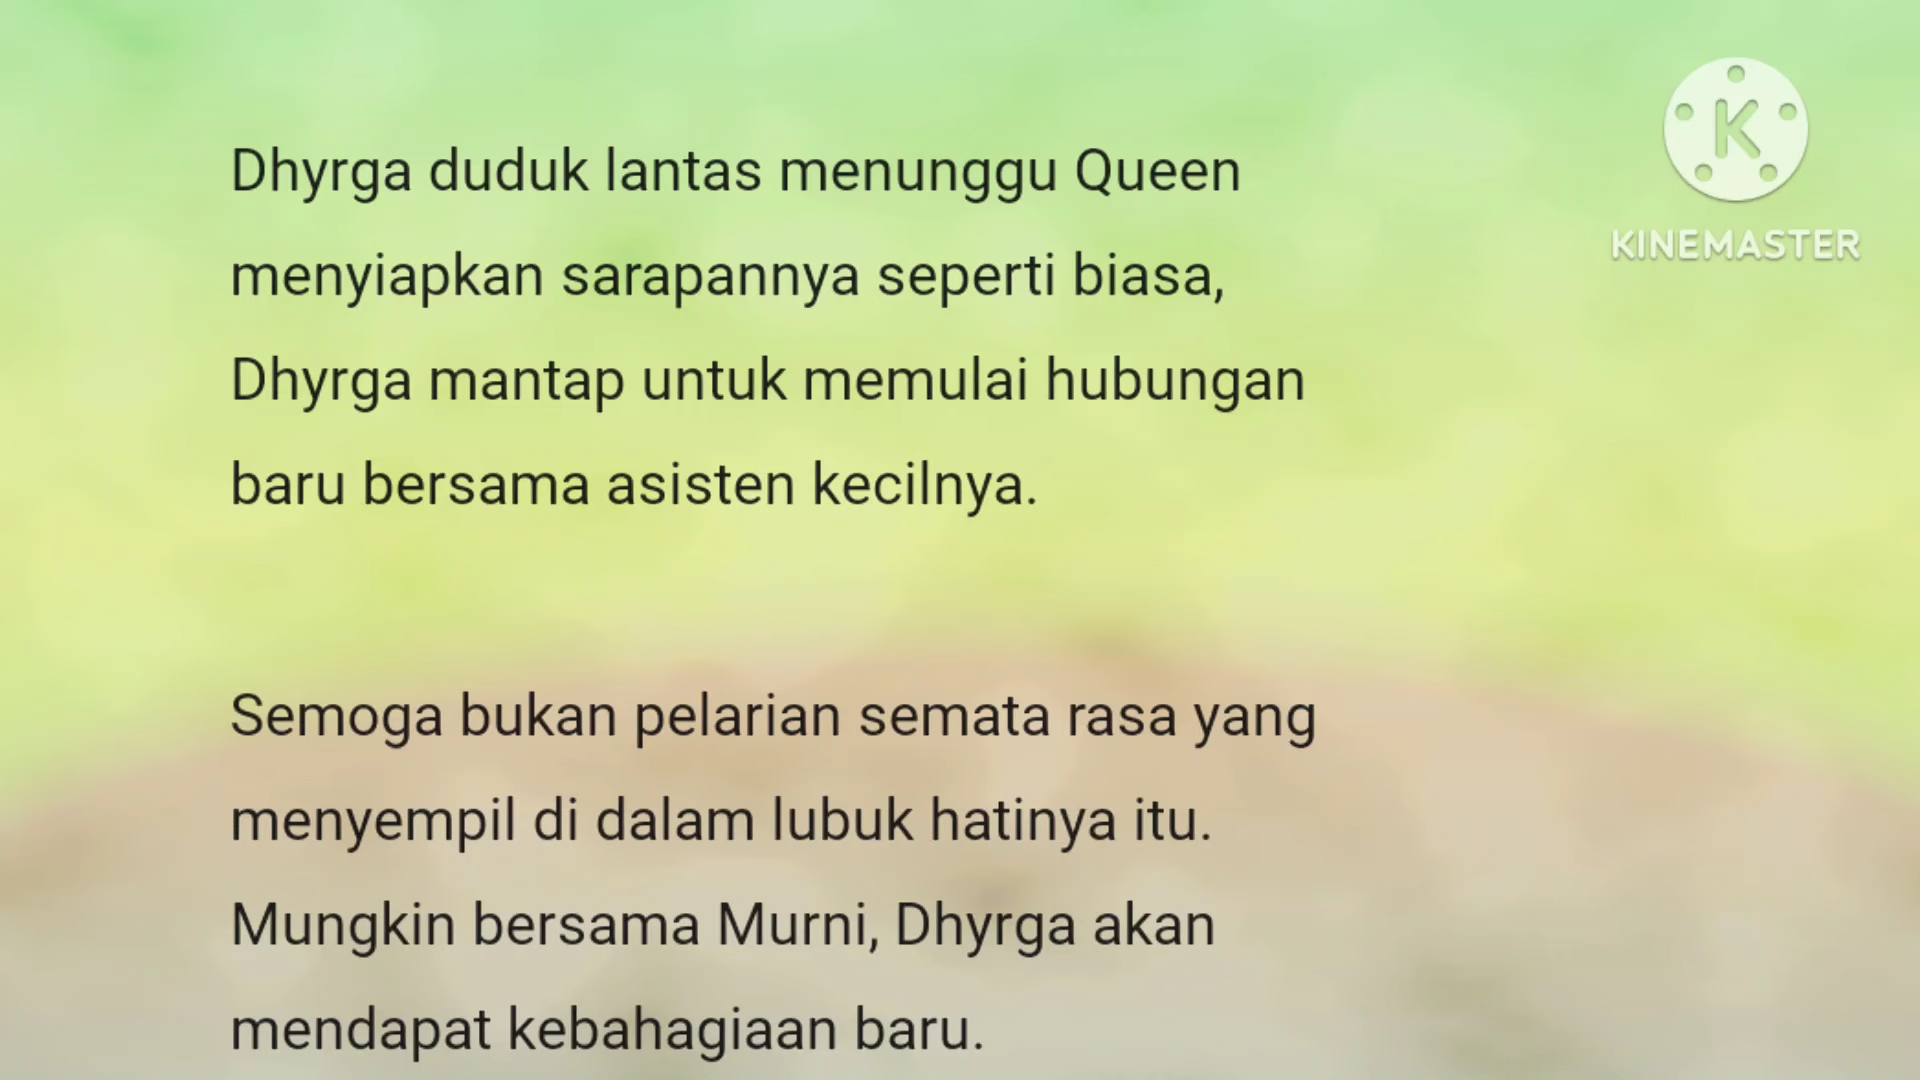 Dhyrga duduk lantas menunggu Queen
menyiapkan sarapannya seperti biasa,
Dhyrga mantap untuk memulai hubungan
baru bersama asisten kecilnya.
Semoga bukan pelarian semata rasa yang
menyempil di dalam lubuk hatinya itu.
Mungkin bersama Murni, Dhyrga akan
mendapat kebahagiaan baru.
K
KINEMASTER